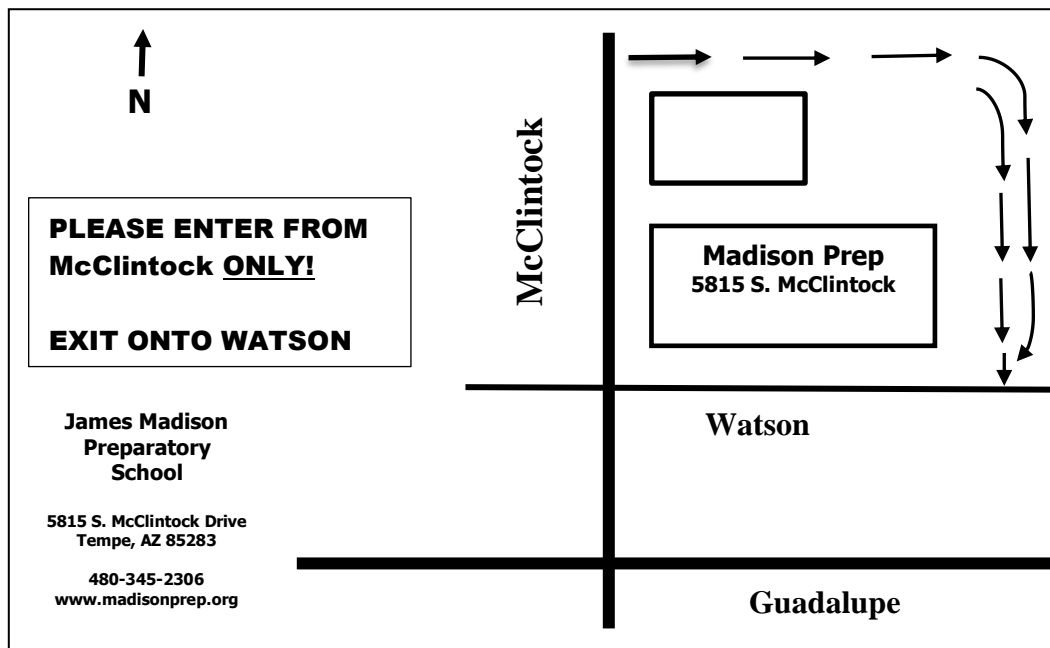 N
PLEASE ENTER FROM
McClintock ONLY!
EXIT ONTO WATSON
James Madison
Preparatory
School
5815 S. McClintock Drive
Tempe, AZ 85283
480-345-2306
www.madisonprep.org
McClintock
Madison Prep
5815 S. McClintock
Watson
Guadalupe